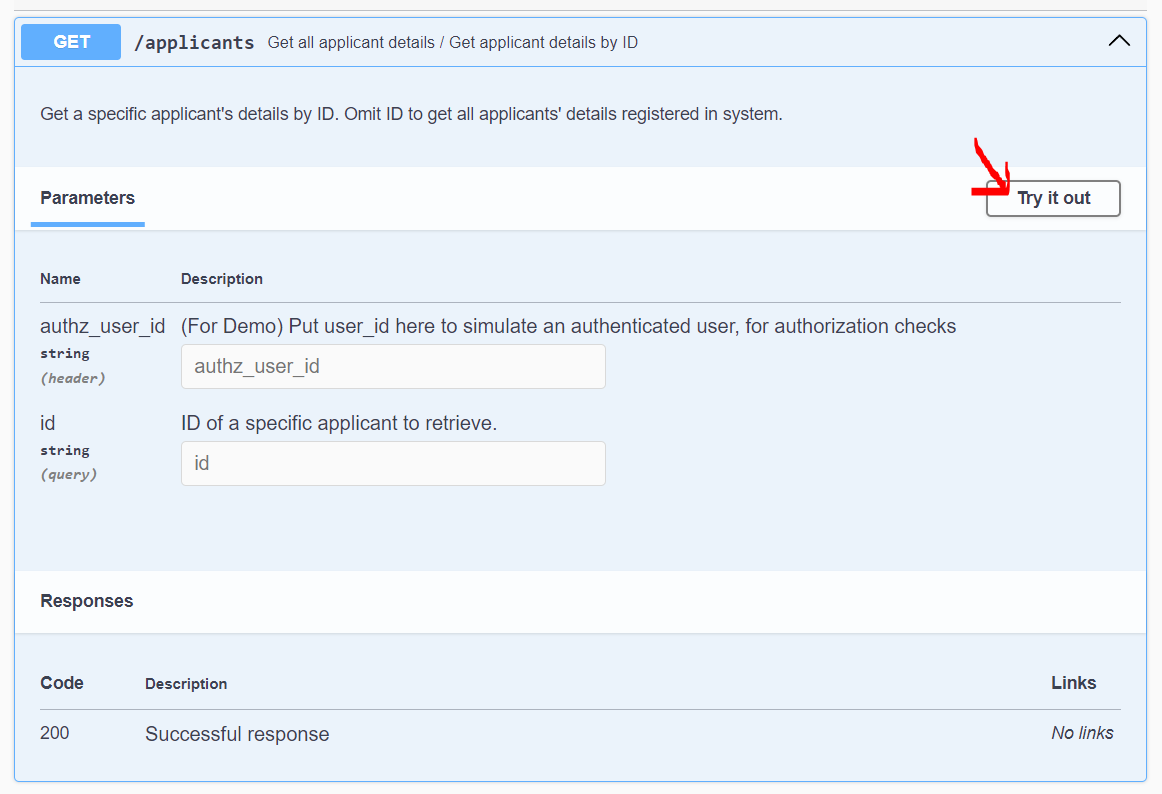 GET /applicants Get all applicant details / Get applicant details by ID
Get a specific applicant's details by ID. Omit ID to get all applicants' details registered in system.
Parameters
Try it out
Name Description
authz_user_id (For Demo) Put user_id here to simulate an authenticated user, for authorization checks
string
authz_user_id
(header)
id ID of a specific applicant to retrieve.
string
id
(query)
Responses
Code Description Links
200 Successful response No links